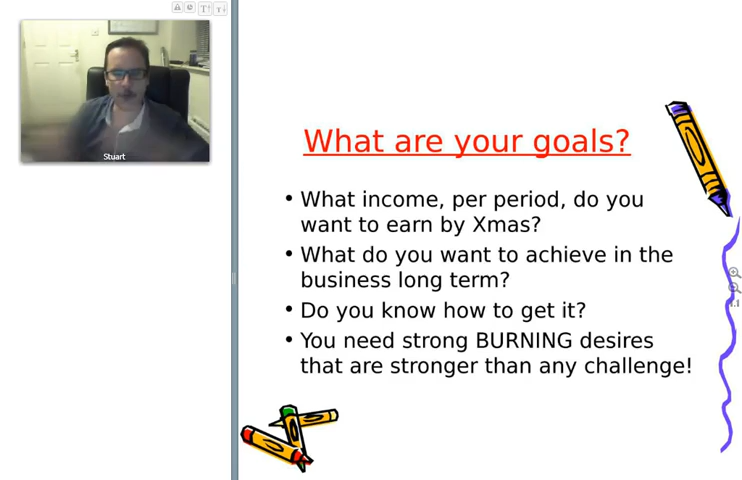 Stuart
What are your goals?
• What income, per period, do you
want to earn by Xmas?
• What do you want to achieve in the
business long term?
• Do you know how to get it?
• You need strong BURNING desires
that are stronger than any challenge!